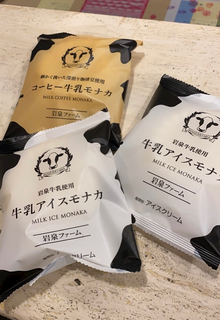 コーヒー牛乳モナカ
MILK COFFEE MONAKA
岩泉ファーム
岩泉牛乳使用
牛乳アイスモナカ
MILK ICE MONAKA
岩泉ファーム
岩泉牛乳使用
牛乳アイスモナカ
MILK ICE MONAKA
岩泉ファーム
アイスクリーム